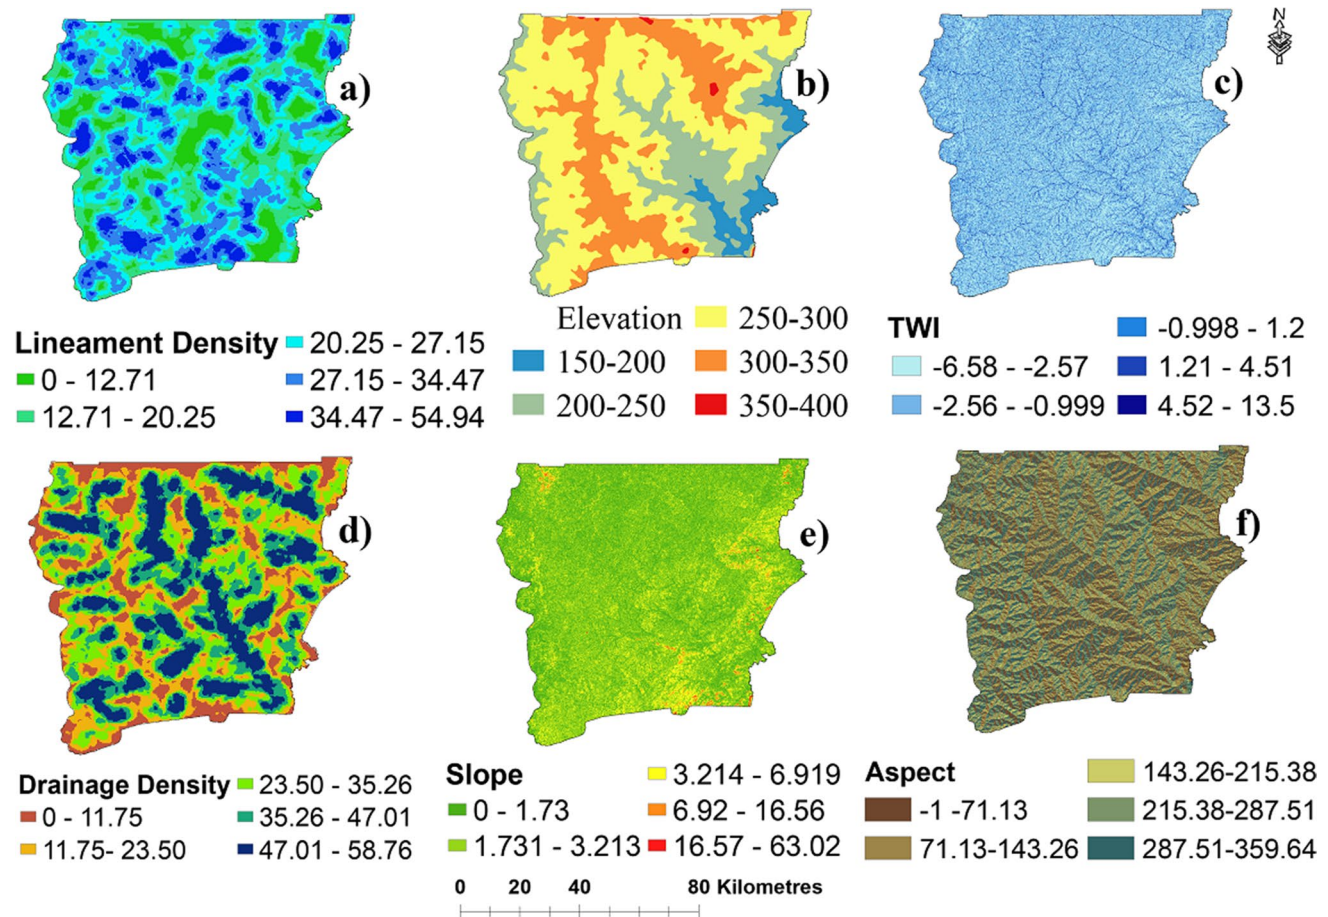 a)
b)
c)
N
Lineament Density
0 - 12.71
12.71 - 20.25
20.25 - 27.15
27.15 - 34.47
34.47 - 54.94
Elevation
150-200
200-250
250-300
300-350
350-400
TWI
-6.58 - -2.57
-2.56 - -0.999
-0.998 - 1.2
1.21 - 4.51
4.52 - 13.5
d)
e)
f)
Drainage Density
0 - 11.75
11.75- 23.50
23.50 - 35.26
35.26 - 47.01
47.01 - 58.76
Slope
0 - 1.73
1.731 - 3.213
3.214 - 6.919
6.92 - 16.56
16.57 - 63.02
Aspect
-1 -71.13
71.13-143.26
143.26-215.38
215.38-287.51
287.51-359.64
0 20 40 80 Kilometres